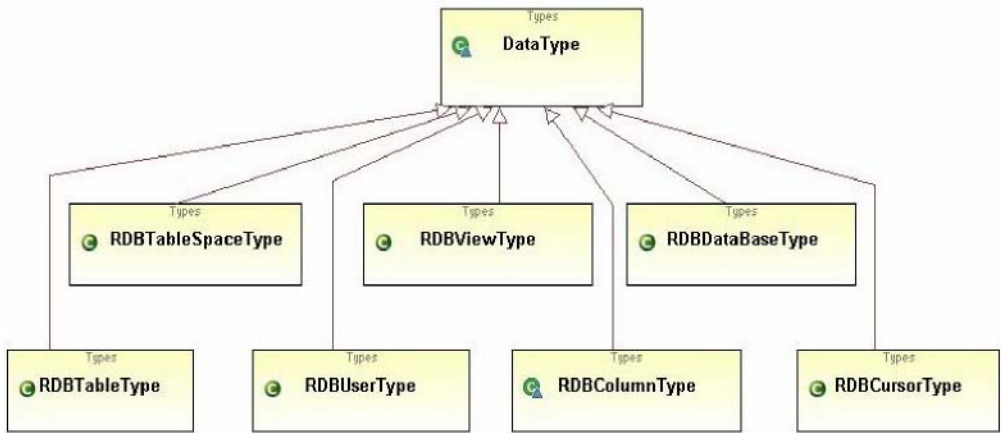 Types
DataType
Types
RDBTableSpaceType
Types
RDBViewType
Types
RDBDataBaseType
Types
RDBTableType
Types
RDBUserType
Types
RDBColumnType
Types
RDBCursorType